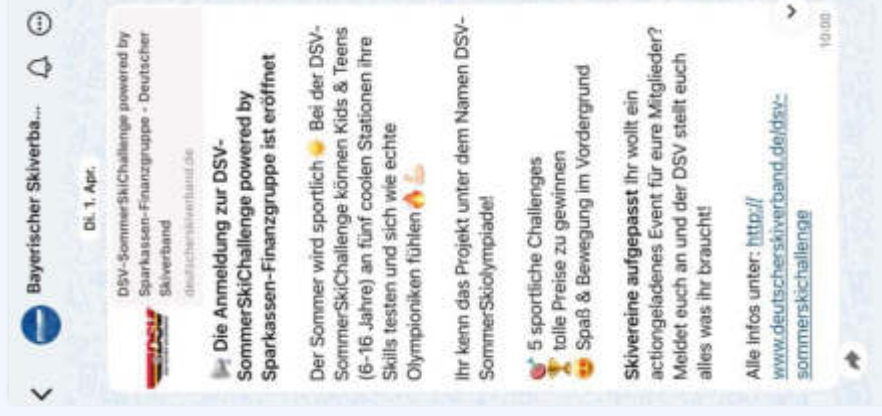 Bayerischer Skiverba...
Di. 1. Apr.
DSV-SommerSkiChallenge powered by
Sparkassen-Finanzgruppe - Deutscher
Skiverband
deutscherskiverband.de
Die Anmeldung zur DSV-
SommerSkiChallenge powered by
Sparkassen-Finanzgruppe ist eröffnet
Der Sommer wird sportlich ☀️ Bei der DSV-
SommerSkiChallenge können Kids & Teens
(6-16 Jahre) an fünf coolen Stationen ihre
Skills testen und sich wie echte
Olympioniken fühlen 🔥💪🏻
Ihr kenn das Projekt unter dem Namen DSV-
SommerSkiolympiade!
🎯 5 sportliche Challenges
🏆 tolle Preise zu gewinnen
🤩 Spaß & Bewegung im Vordergrund
Skivereine aufgepasst Ihr wollt ein
actiongeladenes Event für eure Mitglieder?
Meldet euch an und der DSV stellt euch
alles was ihr braucht!
Alle Infos unter: http://
www.deutscherskiverband.de/dsv-
sommerskichallenge
10:00